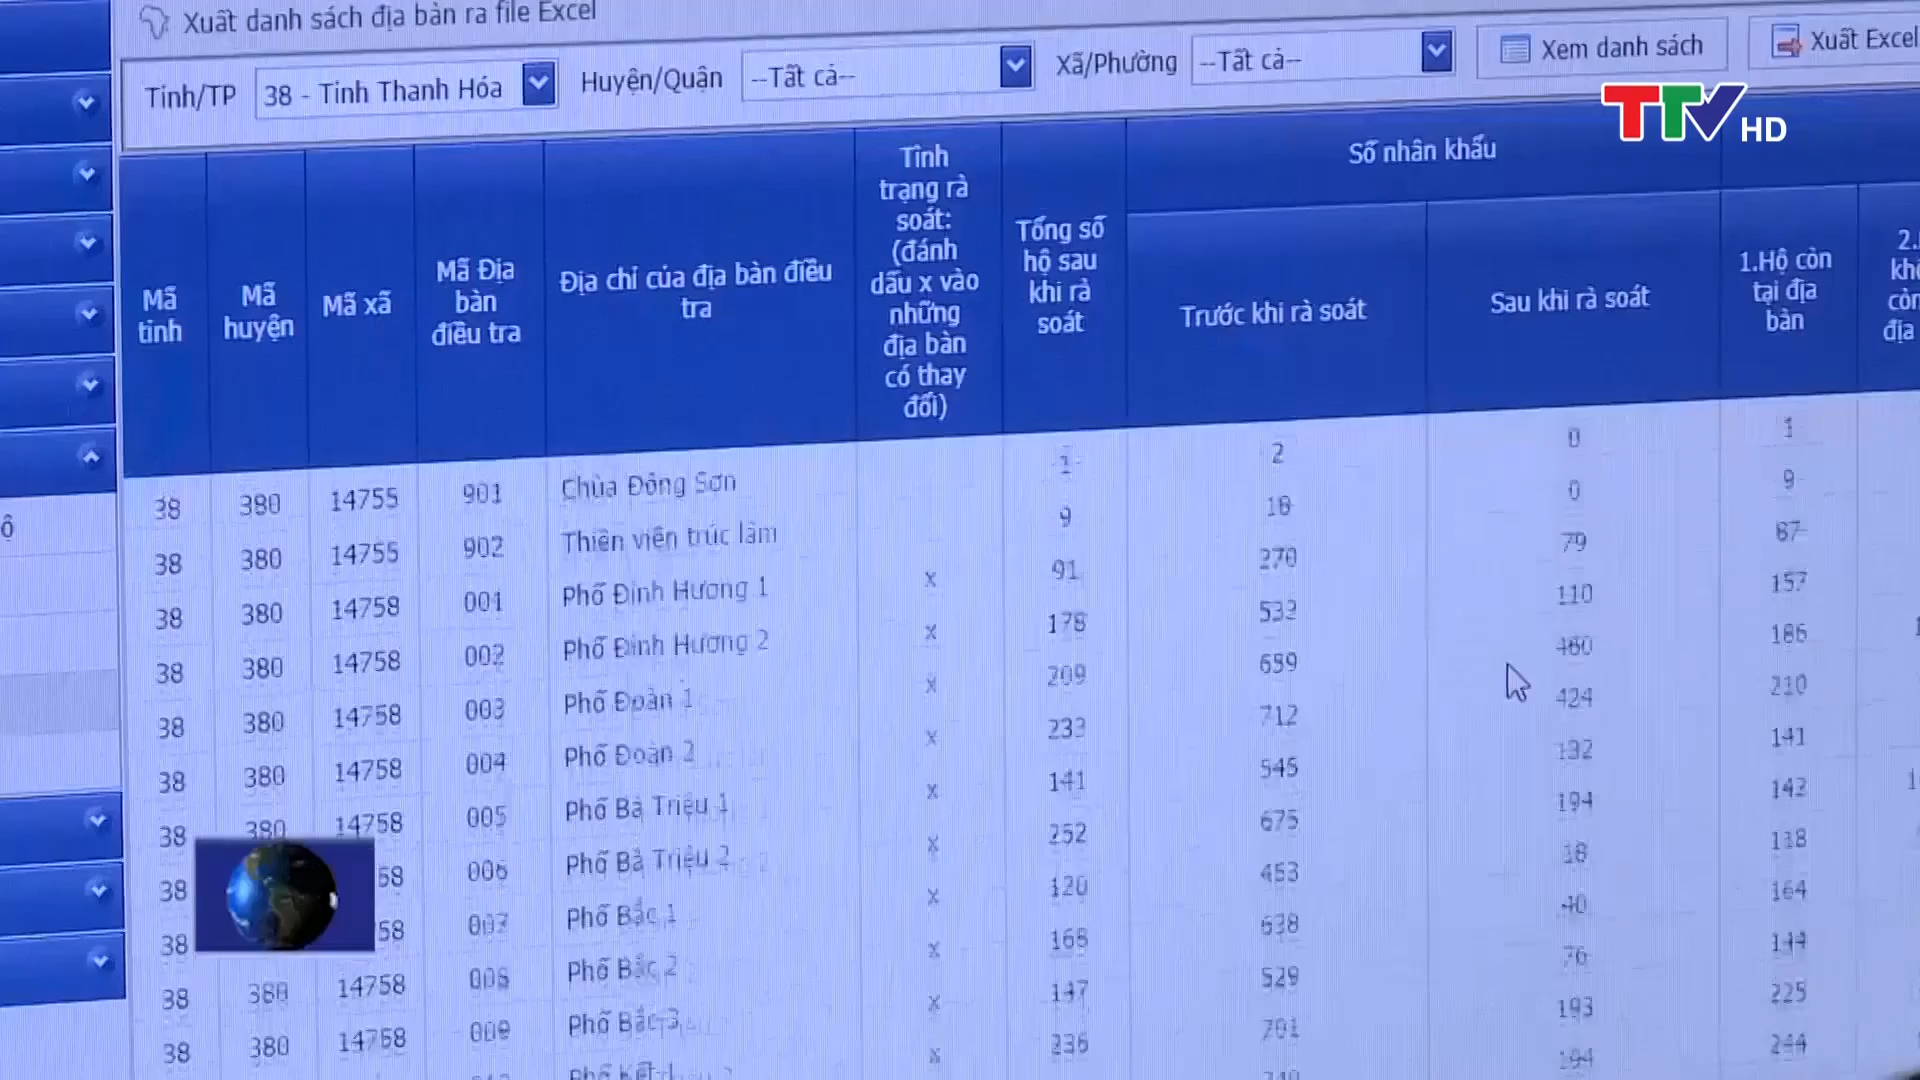 Xuất danh sách địa bàn ra file Excel
Tỉnh/TP 38 - Tỉnh Thanh Hóa Huyện/Quận --Tất cả-- Xã/Phường --Tất cả-- Xem danh sách Xuất Excel
TTV HD
Mã tỉnh
Mã huyện
Mã xã
Mã Địa bàn điều tra
Địa chỉ của địa bàn điều tra
Tình trạng rà soát: (đánh dấu x vào những địa bàn có thay đổi)
Tổng số hộ sau khi rà soát
Số nhân khẩu
Trước khi rà soát
Sau khi rà soát
1.Hộ còn tại địa bàn
38 380 14755 901 Chùa Đông Sơn 1 2 0 1
38 380 14755 902 Thiền viện trúc lâm 9 18 0 9
38 380 14758 001 Phố Đình Hương 1 x 91 270 79 87
38 380 14758 002 Phố Đình Hương 2 x 178 532 110 157
38 380 14758 003 Phố Đoàn 1 x 209 659 460 186
38 380 14758 004 Phố Đoàn 2 x 233 712 424 210
38 380 14758 005 Phố Bà Triệu 1 x 141 545 132 141
38 58 006 Phố Bà Triệu 2 x 252 675 194 142
38 58 007 Phố Bắc 1 x 120 453 38 118
38 380 14758 008 Phố Bắc 2 x 168 638 40 164
38 380 14758 009 Phố Bắc 3 x 147 529 76 144
x 236 701 193 225
194 244